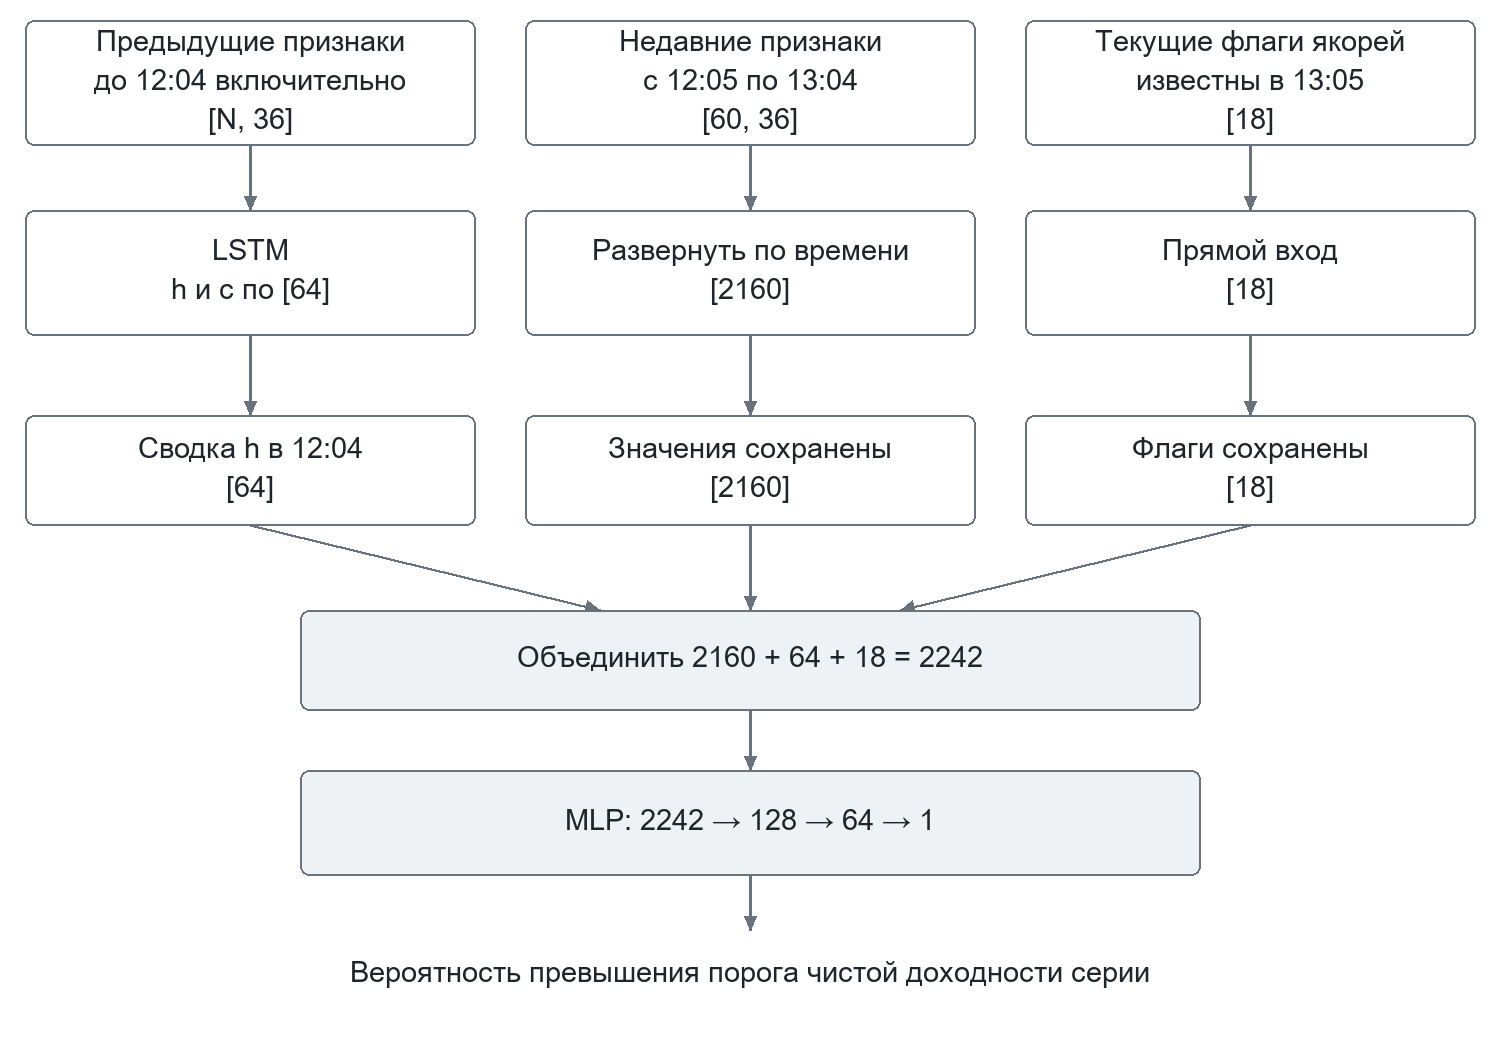 Предыдущие признаки
до 12:04 включительно
[N, 36]
Недавние признаки
с 12:05 по 13:04
[60, 36]
Текущие флаги якорей
известны в 13:05
[18]
LSTM
h и c по [64]
Развернуть по времени
[2160]
Прямой вход
[18]
Сводка h в 12:04
[64]
Значения сохранены
[2160]
Флаги сохранены
[18]
Объединить 2160 + 64 + 18 = 2242
MLP: 2242 → 128 → 64 → 1
Вероятность превышения порога чистой доходности серии